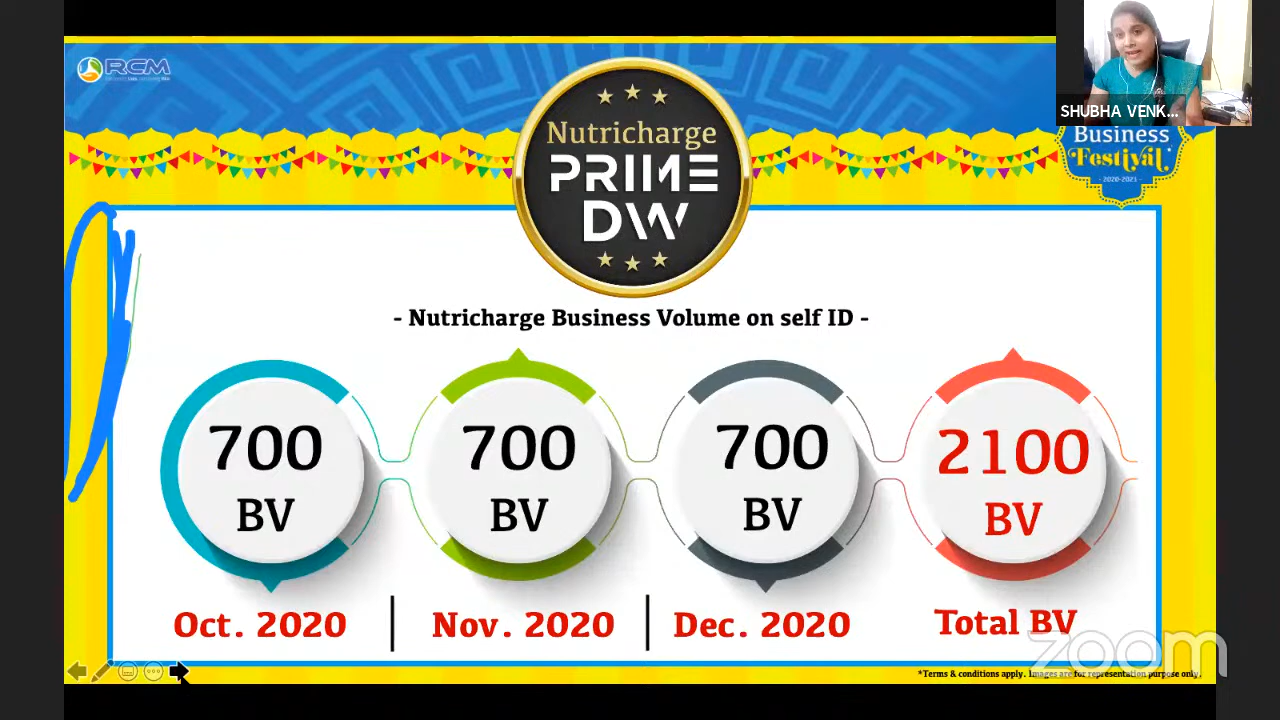 RCM
SHUBHA VENK...
Nutricharge
PRIME
DW
Business
Festival*
- 2020-2021 -
- Nutricharge Business Volume on self ID -
700
BV
700
BV
700
BV
2100
BV
Oct. 2020
Nov. 2020
Dec. 2020
Total BV
zoom
*Terms & conditions apply. Images are for representation purpose only.